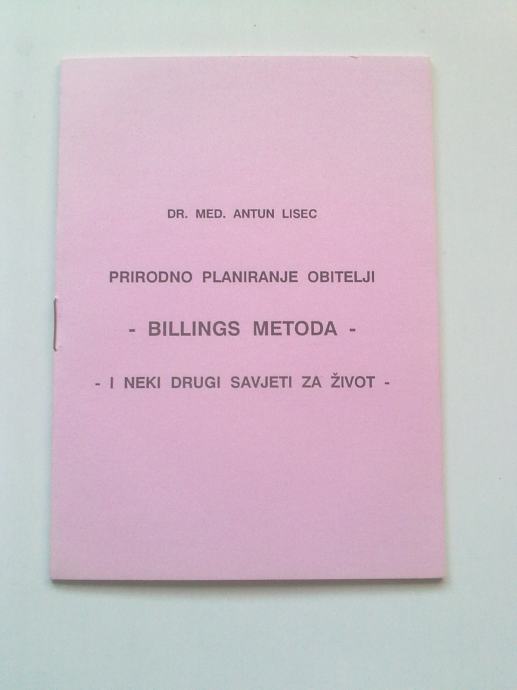 DR. MED. ANTUN LISEC
PRIRODNO PLANIRANJE OBITELJI
- BILLINGS METODA -
- I NEKI DRUGI SAVJETI ZA ŽIVOT -